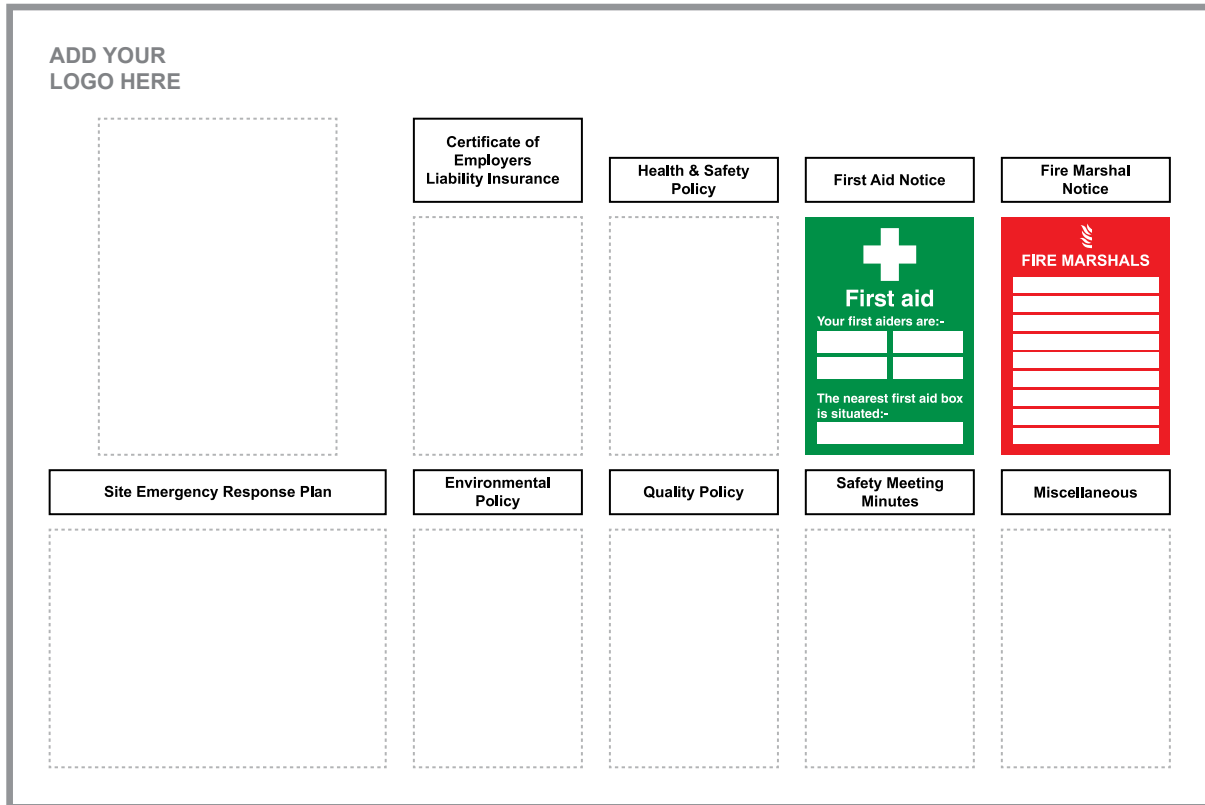 ADD YOUR
LOGO HERE
Certificate of
Employers
Liability Insurance
Health & Safety
Policy
First Aid Notice
Fire Marshal
Notice
First aid
Your first aiders are:-
The nearest first aid box
is situated:-
FIRE MARSHALS
Site Emergency Response Plan
Environmental
Policy
Quality Policy
Safety Meeting
Minutes
Miscellaneous